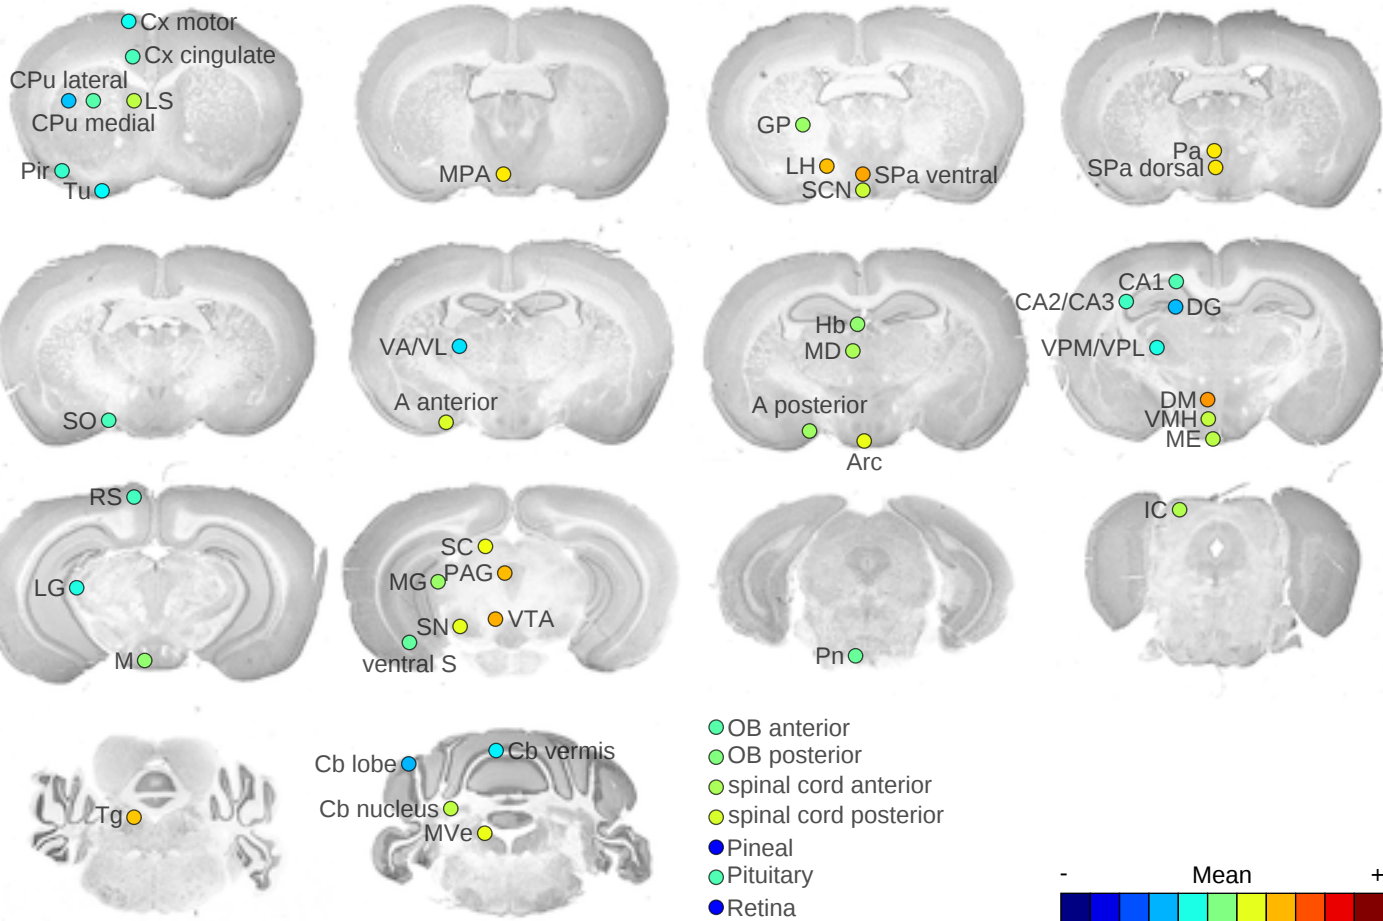 Cx motor
Cx cingulate
CPu lateral
LS
CPu medial
Pir
Tu
MPA
GP
LH
SPa ventral
SCN
Pa
SPa dorsal
SO
VA/VL
A anterior
Hb
MD
A posterior
Arc
CA1
CA2/CA3
DG
VPM/VPL
DM
VMH
ME
RS
LG
M
SC
PAG
MG
VTA
SN
ventral S
Pn
IC
Tg
Cb vermis
Cb lobe
Cb nucleus
MVe
OB anterior
OB posterior
spinal cord anterior
spinal cord posterior
Pineal
Pituitary
Retina
- Mean +